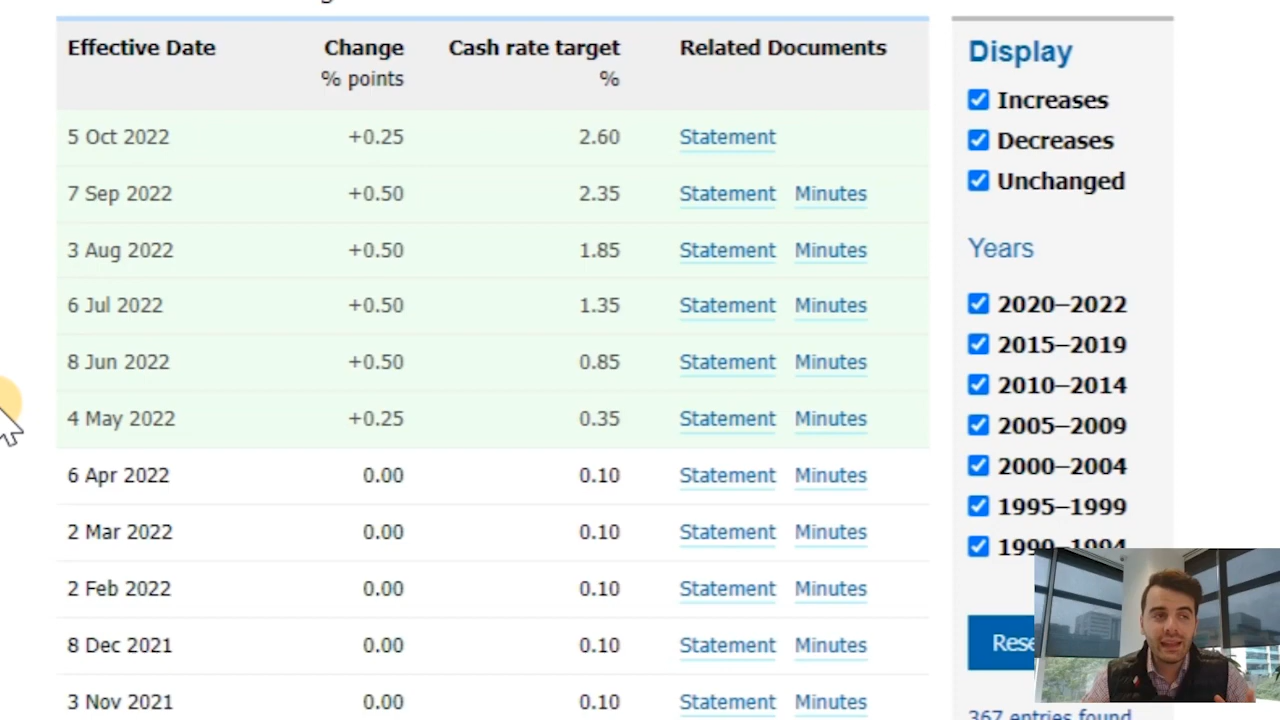 Effective Date Change Cash rate target Related Documents
% points %
5 Oct 2022 +0.25 2.60 Statement
7 Sep 2022 +0.50 2.35 Statement Minutes
3 Aug 2022 +0.50 1.85 Statement Minutes
6 Jul 2022 +0.50 1.35 Statement Minutes
8 Jun 2022 +0.50 0.85 Statement Minutes
4 May 2022 +0.25 0.35 Statement Minutes
6 Apr 2022 0.00 0.10 Statement Minutes
2 Mar 2022 0.00 0.10 Statement Minutes
2 Feb 2022 0.00 0.10 Statement Minutes
8 Dec 2021 0.00 0.10 Statement Minutes
3 Nov 2021 0.00 0.10 Statement Minutes
Display
Increases
Decreases
Unchanged
Years
2020–2022
2015–2019
2010–2014
2005–2009
2000–2004
1995–1999
1990–1994
367 entries found